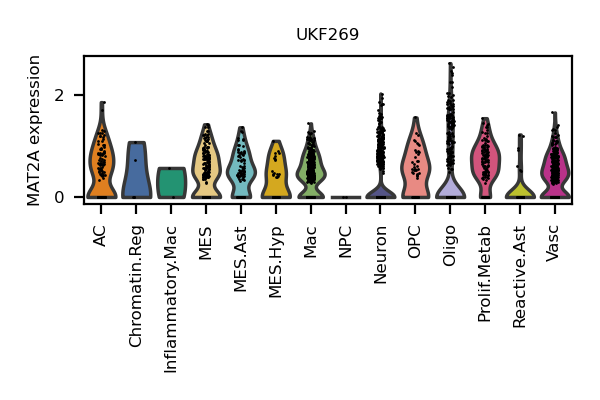 UKF269
MAT2A expression
2
0
AC
Chromatin.Reg
Inflammatory.Mac
MES
MES.Ast
MES.Hyp
Mac
NPC
Neuron
OPC
Oligo
Prolif.Metab
Reactive.Ast
Vasc